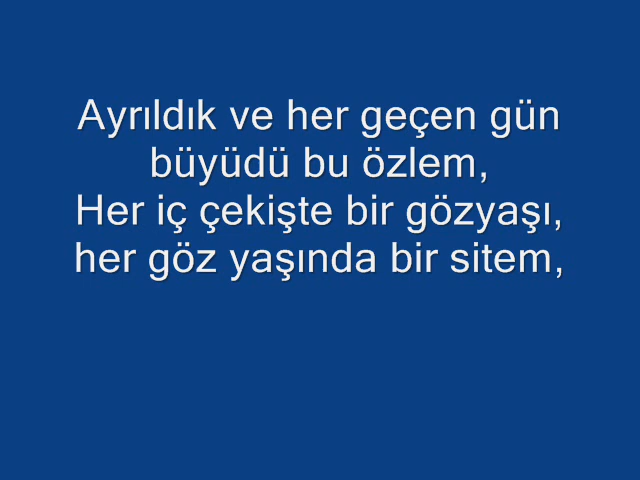 Ayrıldık ve her geçen gün
büyüdü bu özlem,
Her iç çekişte bir gözyaşı,
her göz yaşında bir sitem,